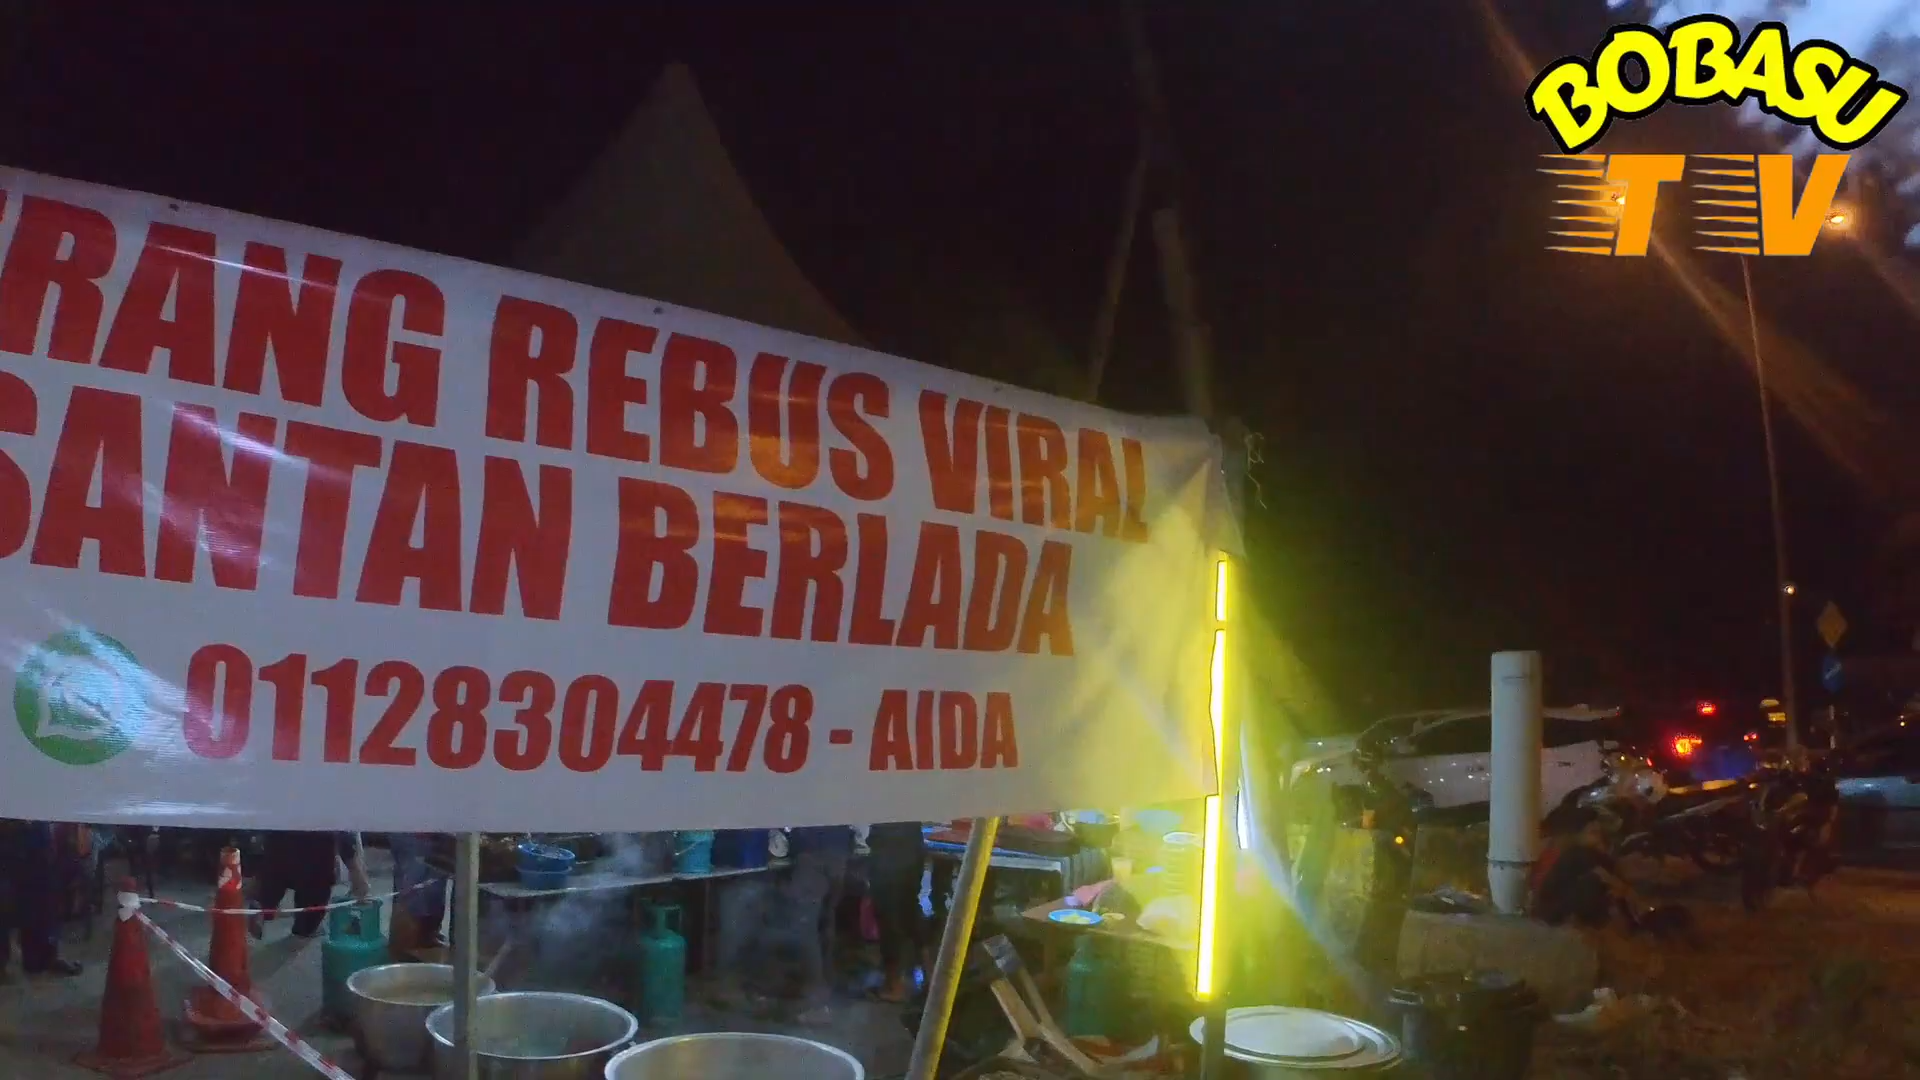 BOBASU
TV
RANG REBUS VIRAL
SANTAN BERLADA
01128304478 - AIDA